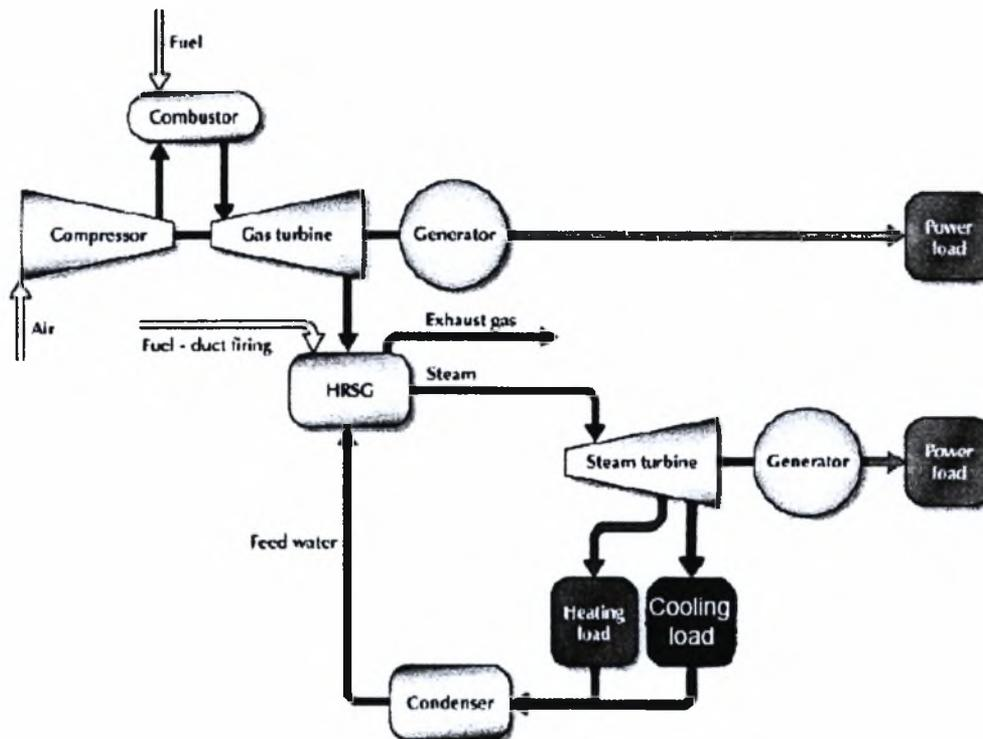 Fuel
Combustor
Compressor
Gas turbine
Generator
Power
load
Air
Fuel - duct firing
Exhaust gas
HRSG
Steam
Steam turbine
Generator
Power
load
Feed water
Heating
load
Cooling
load
Condenser